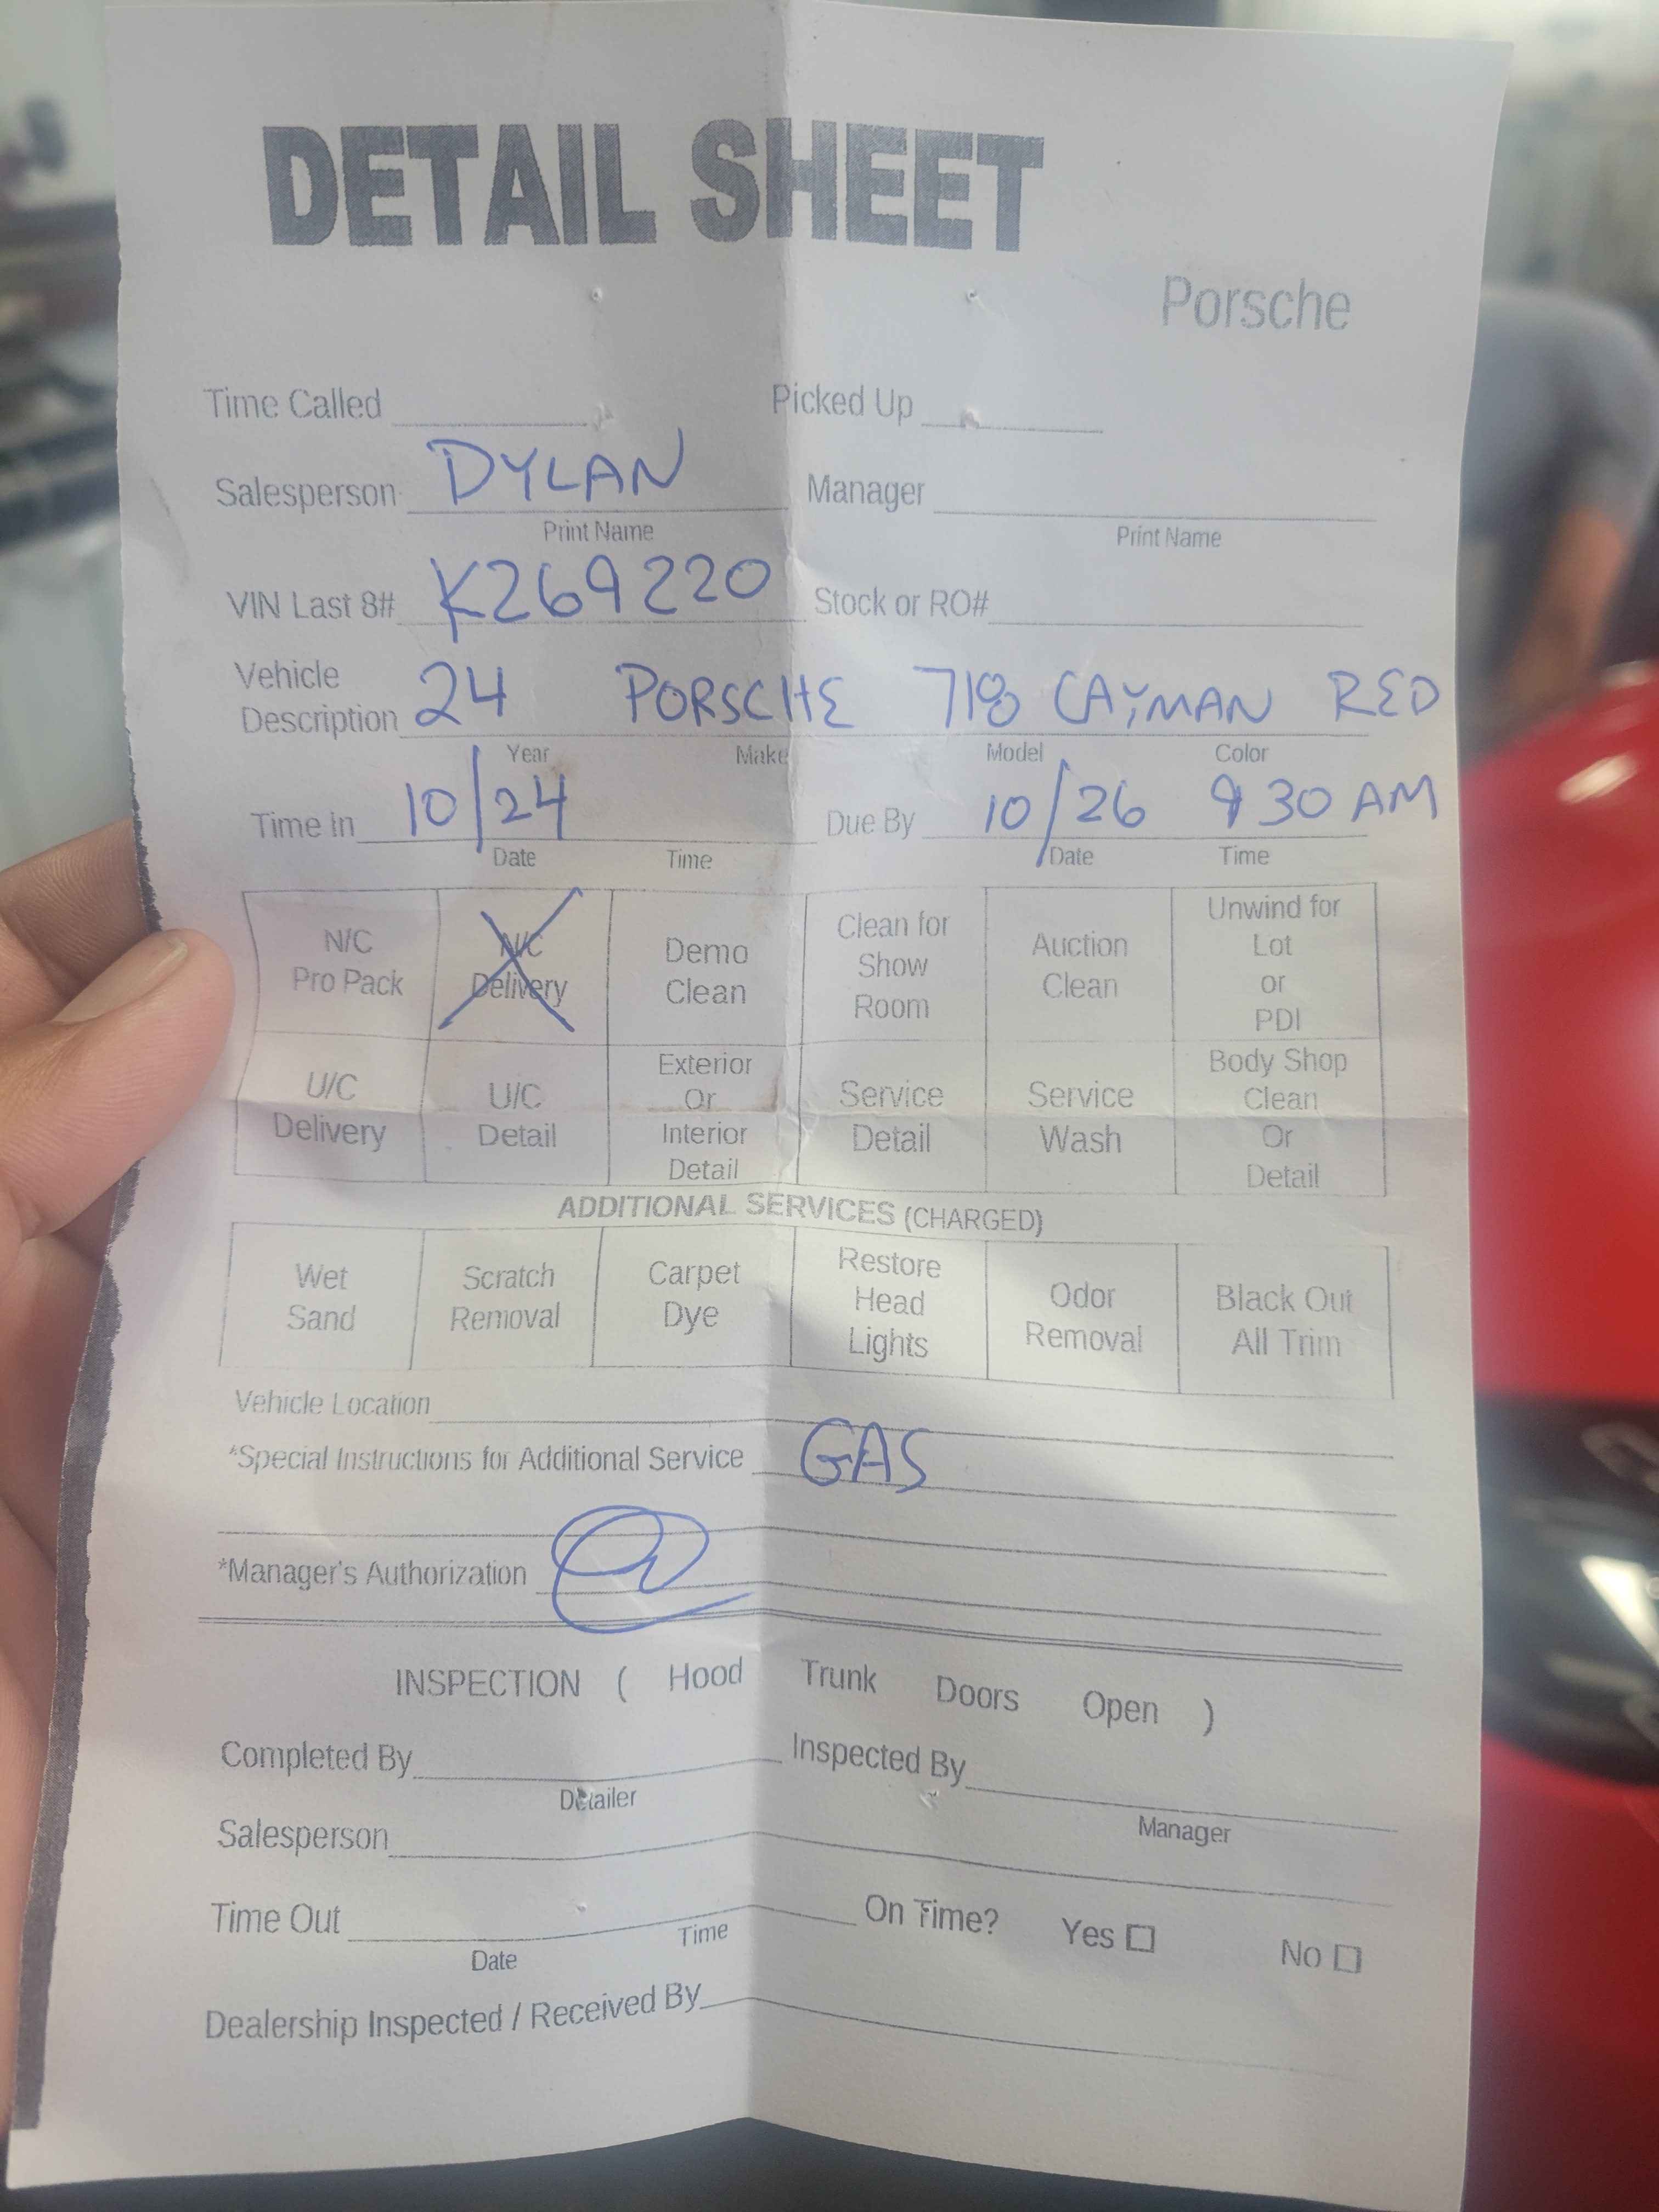 DETAIL SHEET
Porsche
Time Called Picked Up
Salesperson DYLAN Manager
Print Name Print Name
VIN Last 8# K269220 Stock or RO#
Vehicle Description 24 PORSCHE 718 CAYMAN RED
Year Make Model Color
Time In 10/24 Due By 10/26 9 30 AM
Date Time Date Time
N/C Pro Pack N/C Delivery Demo Clean Clean for Show Room Auction Clean Unwind for Lot or PDI
U/C Delivery U/C Detail Exterior Or Interior Detail Service Detail Service Wash Body Shop Clean Or Detail
ADDITIONAL SERVICES (CHARGED)
Wet Sand Scratch Removal Carpet Dye Restore Head Lights Odor Removal Black Out All Trim
Vehicle Location
*Special Instructions for Additional Service GAS
*Manager's Authorization
INSPECTION ( Hood Trunk Doors Open )
Completed By Inspected By
Detailer Manager
Salesperson
Time Out On Time? Yes No
Date Time
Dealership Inspected / Received By